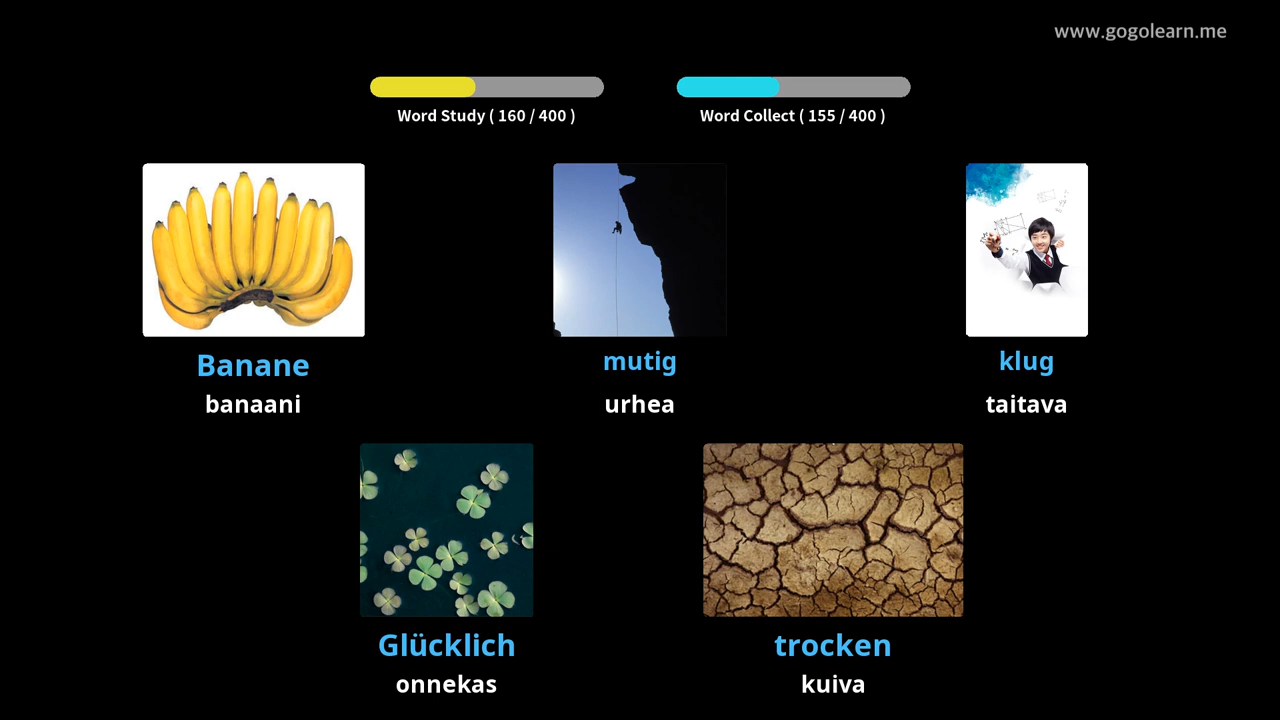 www.gogolearn.me
Word Study ( 160 / 400 )
Word Collect ( 155 / 400 )
Banane
banaani
mutig
urhea
klug
taitava
Glücklich
onnekas
trocken
kuiva